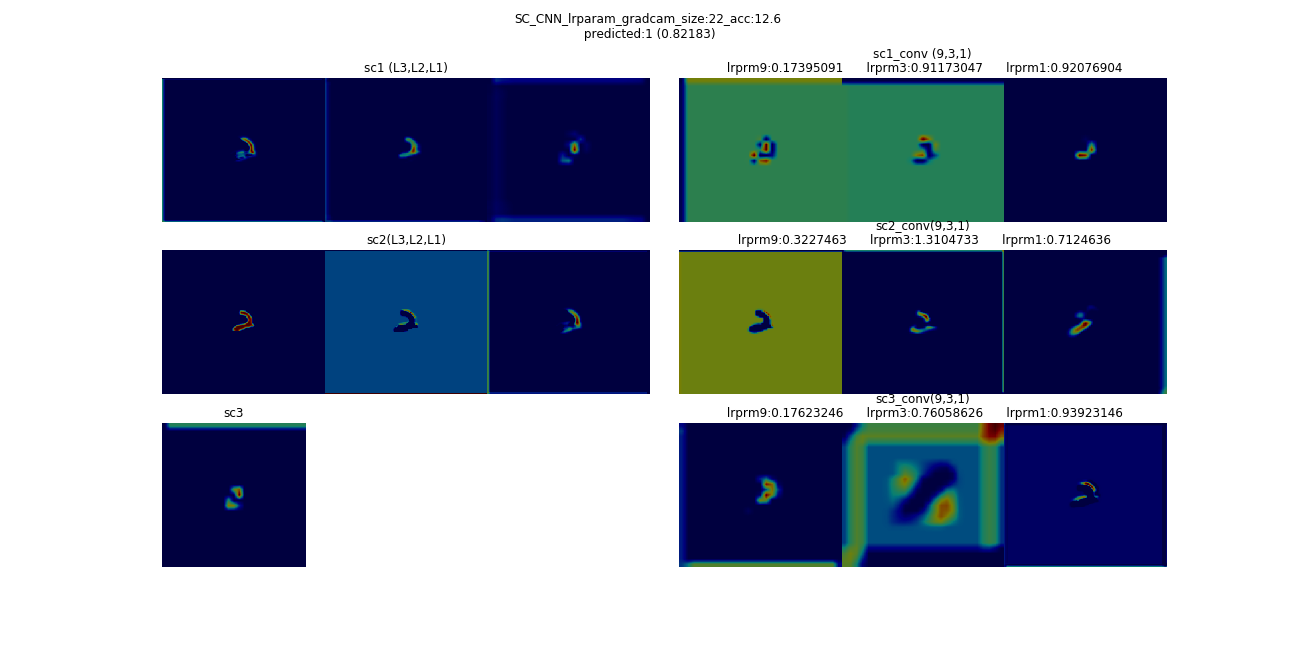 SC_CNN_lrparam_gradcam_size:22_acc:12.6
predicted:1 (0.82183)
sc1 (L3,L2,L1)
sc1_conv (9,3,1)
lrprm9:0.17395091 lrprm3:0.91173047 lrprm1:0.92076904
sc2(L3,L2,L1)
sc2_conv(9,3,1)
lrprm9:0.3227463 lrprm3:1.3104733 lrprm1:0.7124636
sc3
sc3_conv(9,3,1)
lrprm9:0.17623246 lrprm3:0.76058626 lrprm1:0.93923146